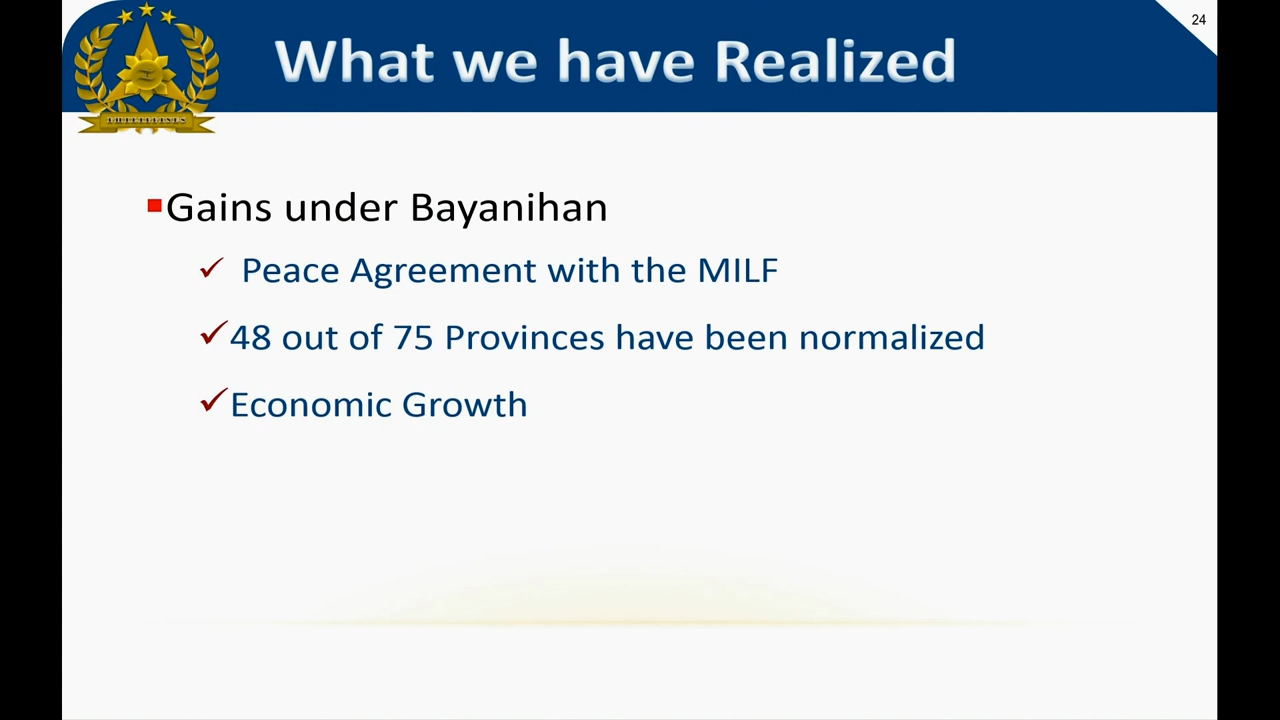 24
What we have Realized
PHILIPPINES
Gains under Bayanihan
Peace Agreement with the MILF
48 out of 75 Provinces have been normalized
Economic Growth